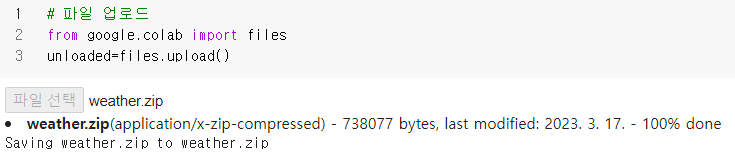 1 # 파일 업로드
2 from google.colab import files
3 unloaded=files.upload()
파일 선택 weather.zip
• weather.zip(application/x-zip-compressed) - 738077 bytes, last modified: 2023. 3. 17. - 100% done
Saving weather.zip to weather.zip